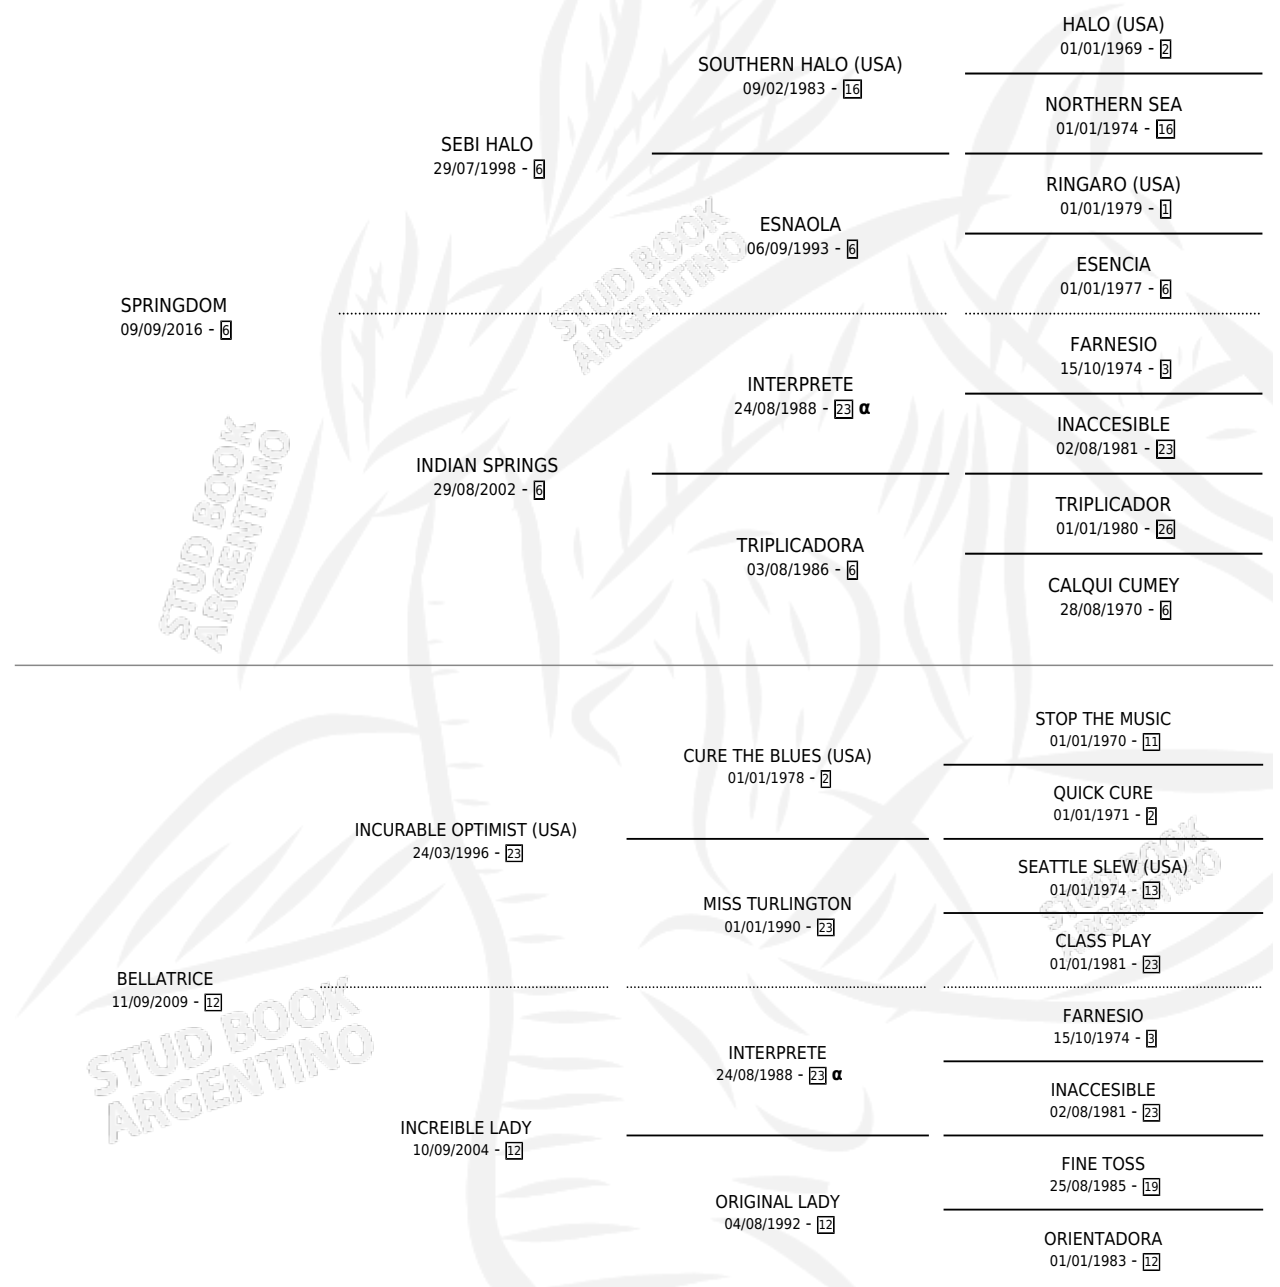 HALO (USA)
01/01/1969 - 2
SOUTHERN HALO (USA)
09/02/1983 - 16
NORTHERN SEA
01/01/1974 - 16
SEBI HALO
29/07/1998 - 6
RINGARO (USA)
01/01/1979 - 1
ESNAOLA
06/09/1993 - 6
ESENCIA
01/01/1977 - 6
SPRINGDOM
09/09/2016 - 6
STUD BOOK
ARGENTINO
FARNESIO
15/10/1974 - 3
INTERPRETE
24/08/1988 - 23 α
INACCESIBLE
02/08/1981 - 23
INDIAN SPRINGS
29/08/2002 - 6
TRIPLICADOR
01/01/1980 - 26
TRIPLICADORA
03/08/1986 - 6
CALQUI CUMEY
28/08/1970 - 6
STUD BOOK
ARGENTINO
STOP THE MUSIC
01/01/1970 - 11
CURE THE BLUES (USA)
01/01/1978 - 2
QUICK CURE
01/01/1971 - 2
INCURABLE OPTIMIST (USA)
24/03/1996 - 23
SEATTLE SLEW (USA)
01/01/1974 - 13
STUD BOOK
ARGENTINO
MISS TURLINGTON
01/01/1990 - 23
CLASS PLAY
01/01/1981 - 23
BELLATRICE
11/09/2009 - 12
STUD BOOK
ARGENTINO
FARNESIO
15/10/1974 - 3
INTERPRETE
24/08/1988 - 23 α
INACCESIBLE
02/08/1981 - 23
INCREIBLE LADY
10/09/2004 - 12
FINE TOSS
25/08/1985 - 19
ORIGINAL LADY
04/08/1992 - 12
ORIENTADORA
01/01/1983 - 12